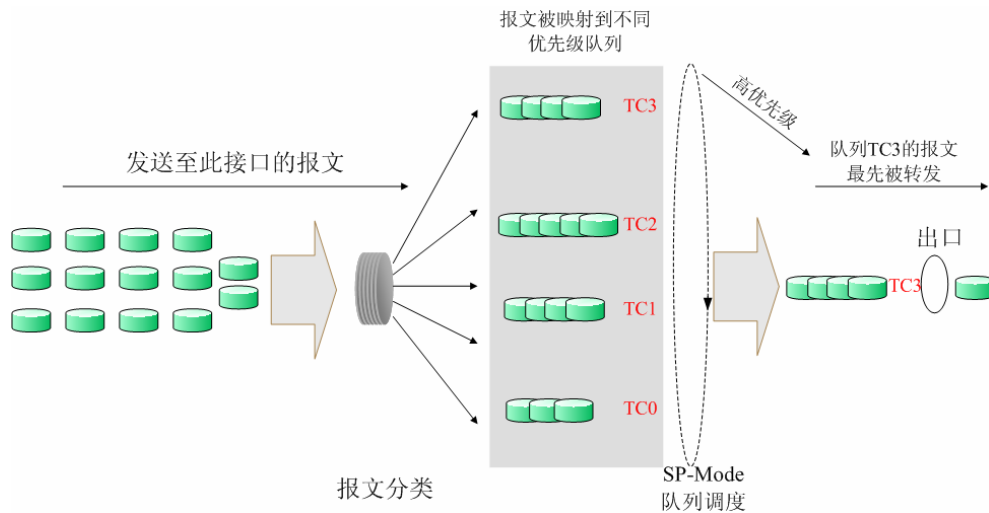 报文被映射到不同
优先级队列
TC3
高优先级
发送至此接口的报文
队列TC3的报文
最先被转发
TC2
出口
TC3
TC1
TC0
SP-Mode
队列调度
报文分类